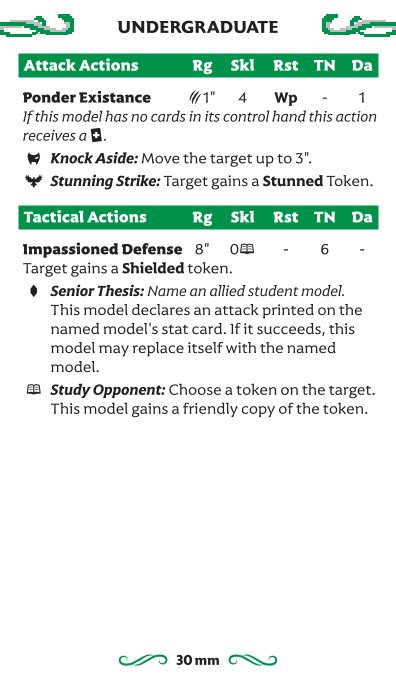 UNDERGRADUATE
Attack Actions Rg Skl Rst TN Da
Ponder Existance 1" 4 Wp - 1
If this model has no cards in its control hand this action
receives a .
Knock Aside: Move the target up to 3".
Stunning Strike: Target gains a Stunned Token.
Tactical Actions Rg Skl Rst TN Da
Impassioned Defense 8" 0 - 6 -
Target gains a Shielded token.
Senior Thesis: Name an allied student model.
This model declares an attack printed on the
named model's stat card. If it succeeds, this
model may replace itself with the named
model.
Study Opponent: Choose a token on the target.
This model gains a friendly copy of the token.
30 mm